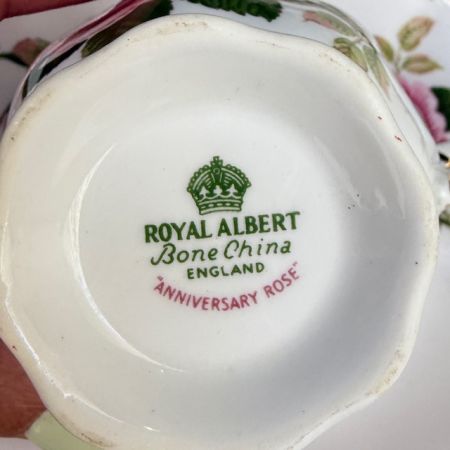 ROYAL ALBERT
Bone China
ENGLAND
"ANNIVERSARY ROSE"